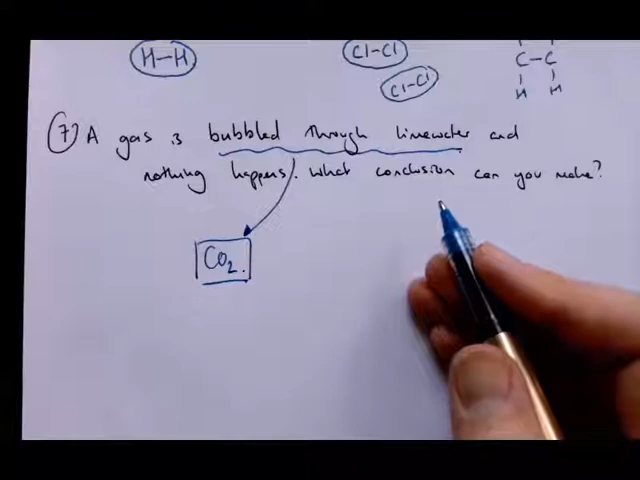 H-H Cl-Cl C-C
Cl-Cl H H
7 A gas is bubbled through limewater and
nothing happens. What conclusion can you make?
CO2.